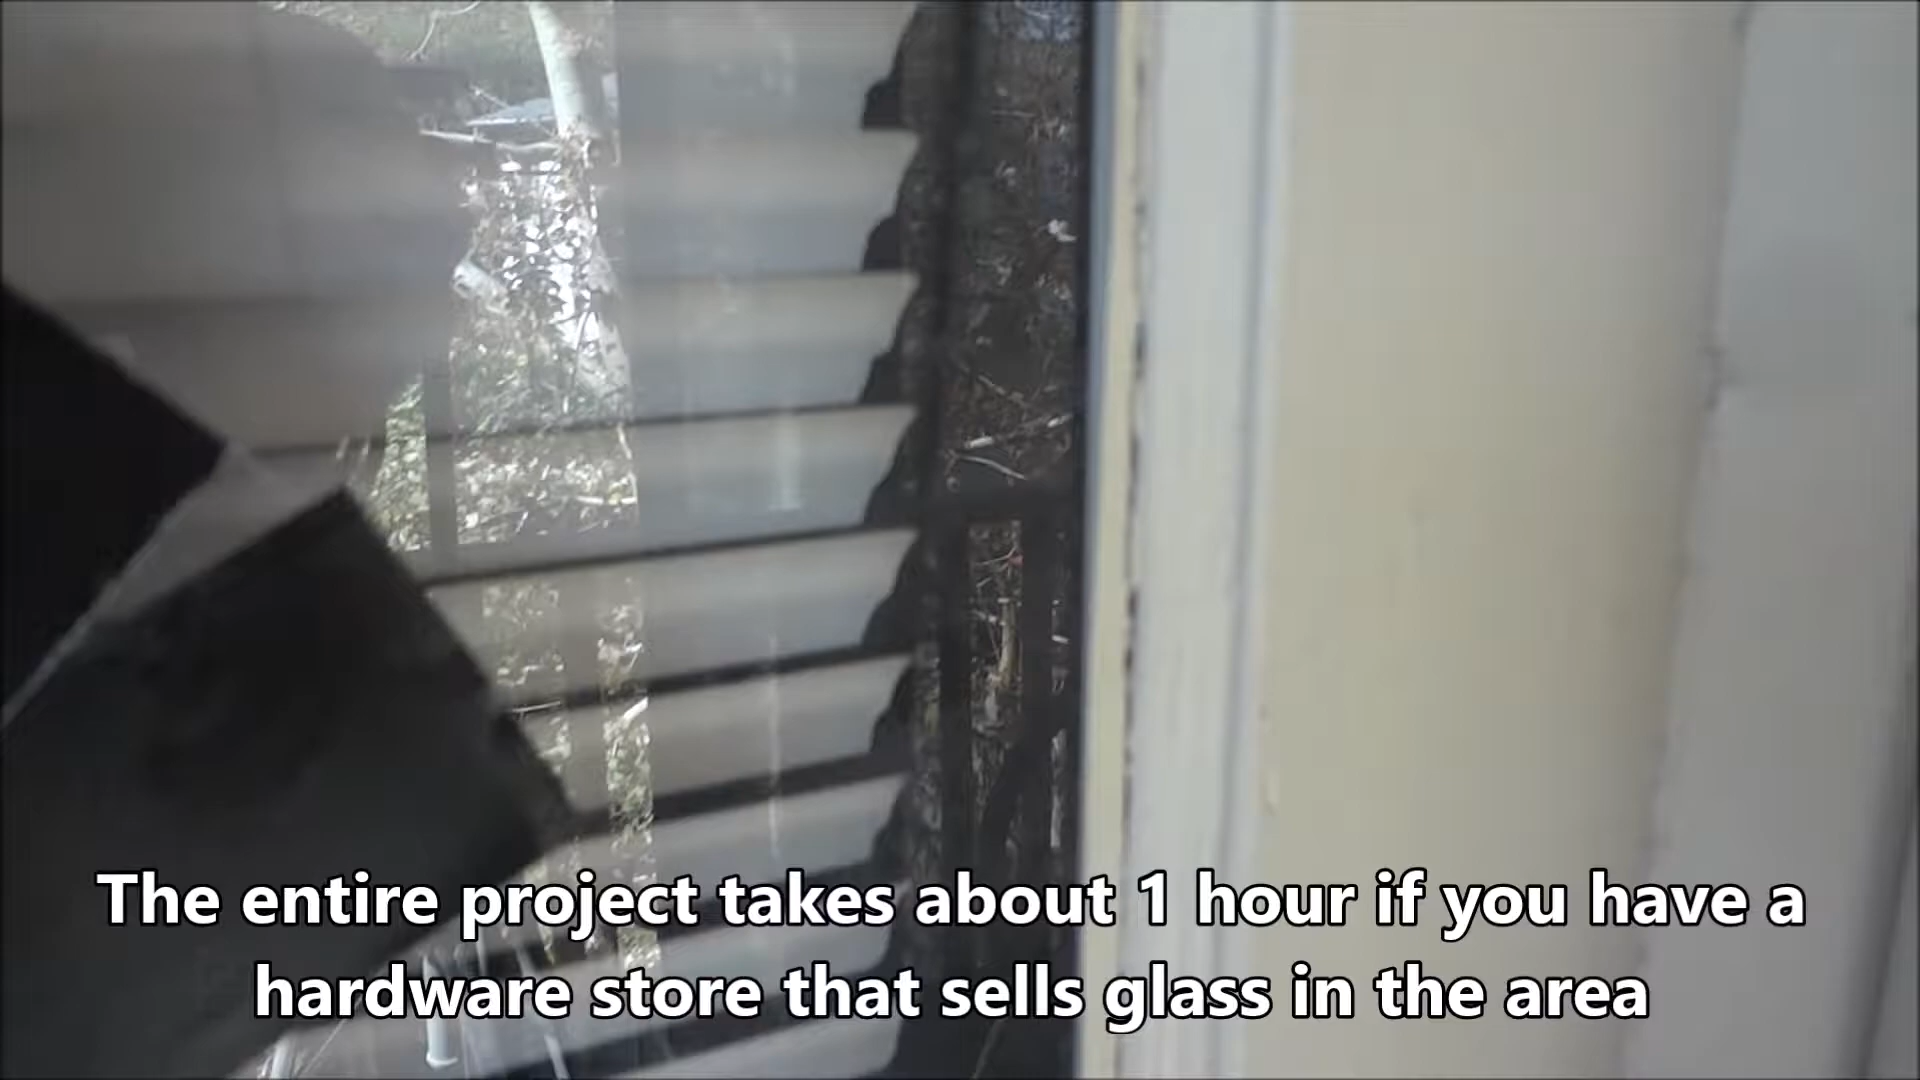 The entire project takes about 1 hour if you have a
hardware store that sells glass in the area